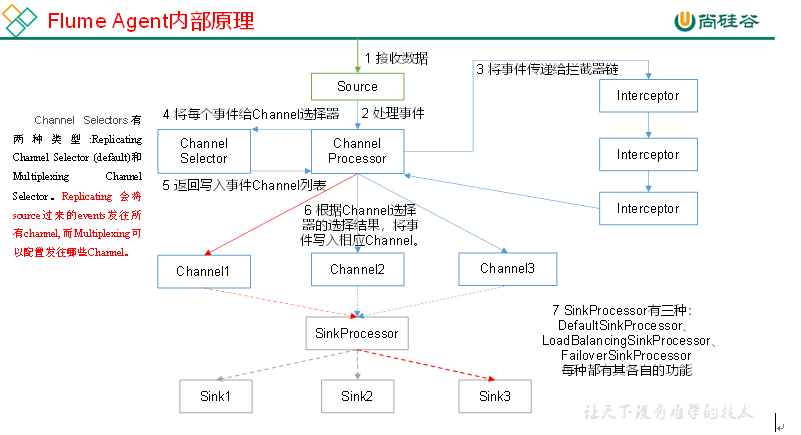 Flume Agent内部原理
尚硅谷
1 接收数据
Source
3 将事件传递给拦截器链
Interceptor
4 将每个事件给Channel选择器
2 处理事件
Channel Selectors有
两种类型:Replicating
Channel Selector (default)和
Multiplexing Channel
Selector。Replicating 会将
source过来的events发往所
有channel,而Multiplexing可
以配置发往哪些Channel。
Channel
Selector
Channel
Processor
Interceptor
5 返回写入事件Channel列表
Interceptor
6 根据Channel选择
器的选择结果，将事
件写入相应Channel。
Channel1
Channel2
Channel3
SinkProcessor
7 SinkProcessor有三种：
DefaultSinkProcessor、
LoadBalancingSinkProcessor、
FailoverSinkProcessor
每种都有其各自的功能
Sink1
Sink2
Sink3
让天下没有难学的技术